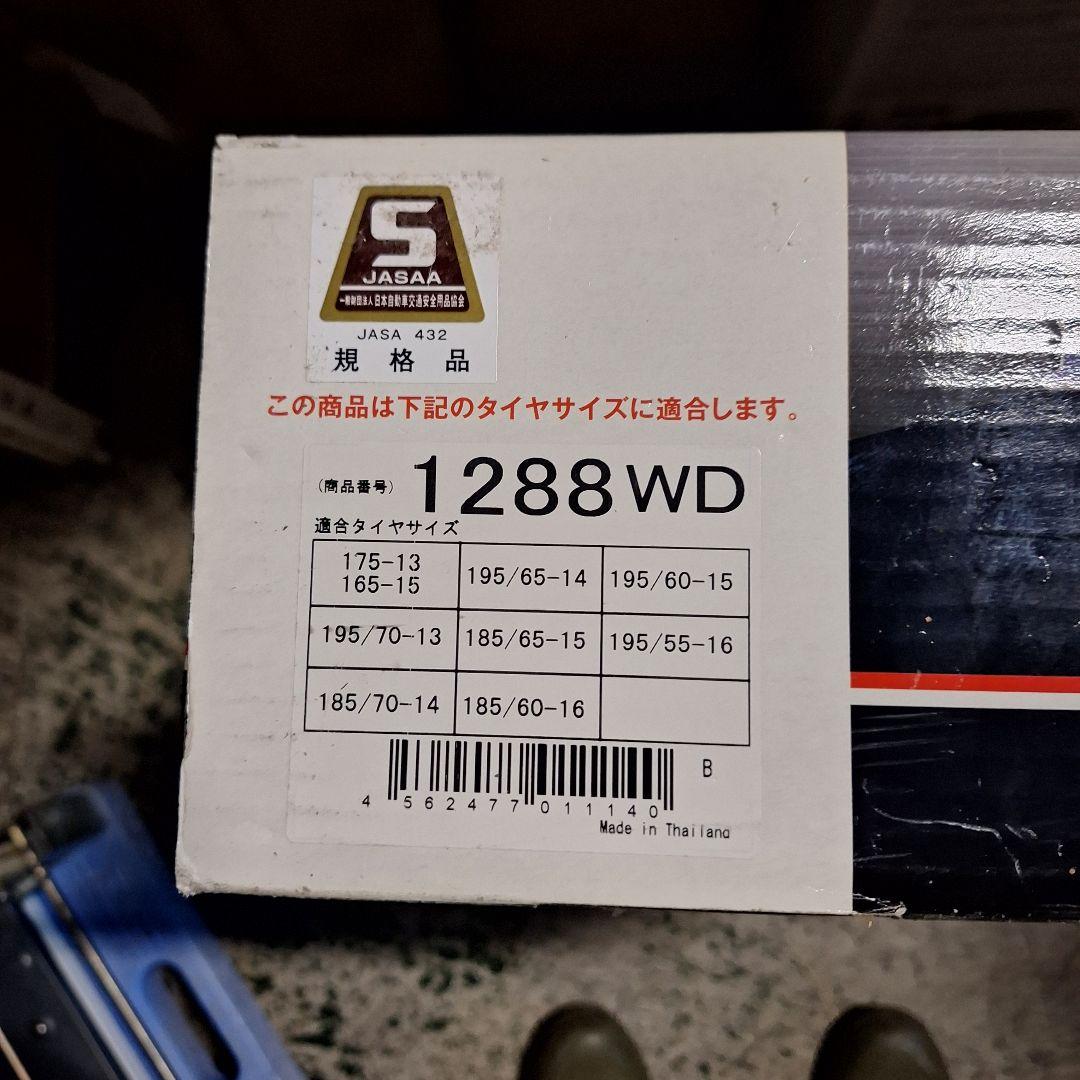 S
JASAA
一般財団法人 日本自動車交通安全用品協会
JASA 432
規格品
この商品は下記のタイヤサイズに適合します。
(商品番号) 1288WD
適合タイヤサイズ
175-13
165-15
195/65-14
195/60-15
195/70-13
185/65-15
195/55-16
185/70-14
185/60-16
B
4 562477 011140
Made in Thailand